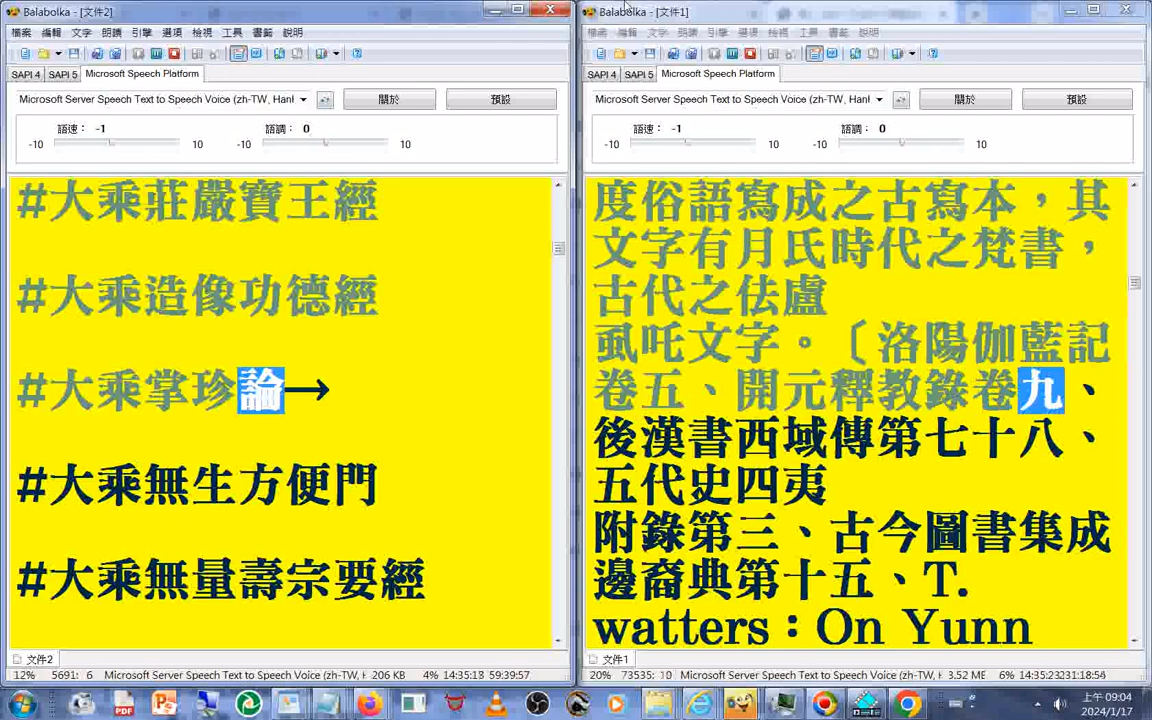 Balabolka - [文件2]
檔案 編輯 文字 朗讀 引擎 選項 檢視 工具 書籤 說明
SAPI 4 SAPI 5 Microsoft Speech Platform
Microsoft Server Speech Text to Speech Voice (zh-TW, Hanl
關於 預設
語速： -1 語調： 0
-10 10 -10 10
#大乘莊嚴寶王經
#大乘造像功德經
#大乘掌珍論→
#大乘無生方便門
#大乘無量壽宗要經
文件2
12% 5691: 6 Microsoft Server Speech Text to Speech Voice (zh-TW, 206 KB 4% 14:35:18 59:39:57
Balabolka - [文件1]
檔案 編輯 文字 朗讀 引擎 選項 檢視 工具 書籤 說明
SAPI 4 SAPI 5 Microsoft Speech Platform
Microsoft Server Speech Text to Speech Voice (zh-TW, Hanl
關於 預設
語速： -1 語調： 0
-10 10 -10 10
度俗語寫成之古寫本，其
文字有月氏時代之梵書，
古代之佉盧
虱吒文字。〔洛陽伽藍記
卷五、開元釋教錄卷九、
後漢書西域傳第七十八、
五代史四夷
附錄第三、古今圖書集成
邊裔典第十五、T.
watters：On Yunn
文件1
20% 73535: 10 Microsoft Server Speech Text to Speech Voice (zh-TW, 3.52 ME 6% 14:35:23231:18:54
上午 09:04
2024/1/17